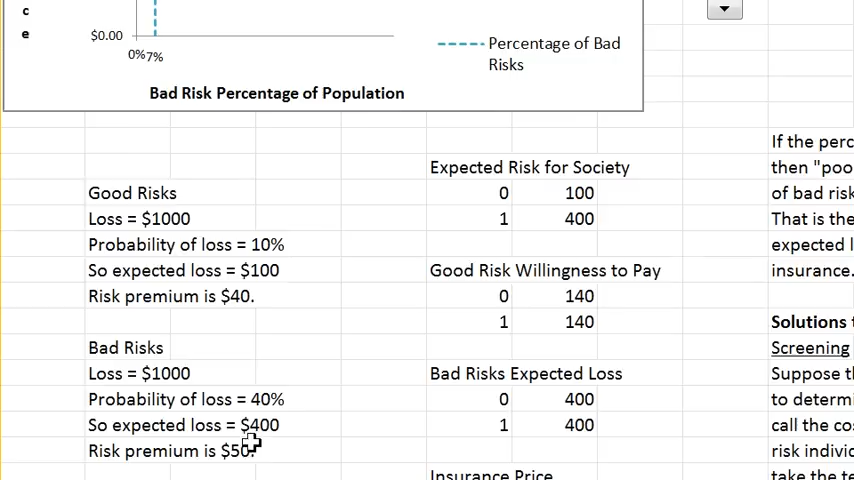 c
e
$0.00
0%
7%
Percentage of Bad
Risks
Bad Risk Percentage of Population
Good Risks
Loss = $1000
Probability of loss = 10%
So expected loss = $100
Risk premium is $40.
Bad Risks
Loss = $1000
Probability of loss = 40%
So expected loss = $400
Risk premium is $50.
Expected Risk for Society
0 100
1 400
Good Risk Willingness to Pay
0 140
1 140
Bad Risks Expected Loss
0 400
1 400
Insurance Price
If the perc
then "poo
of bad risk
That is the
expected l
insurance.
Solutions t
Screening
Suppose th
to determi
call the co
risk indivi
take the te